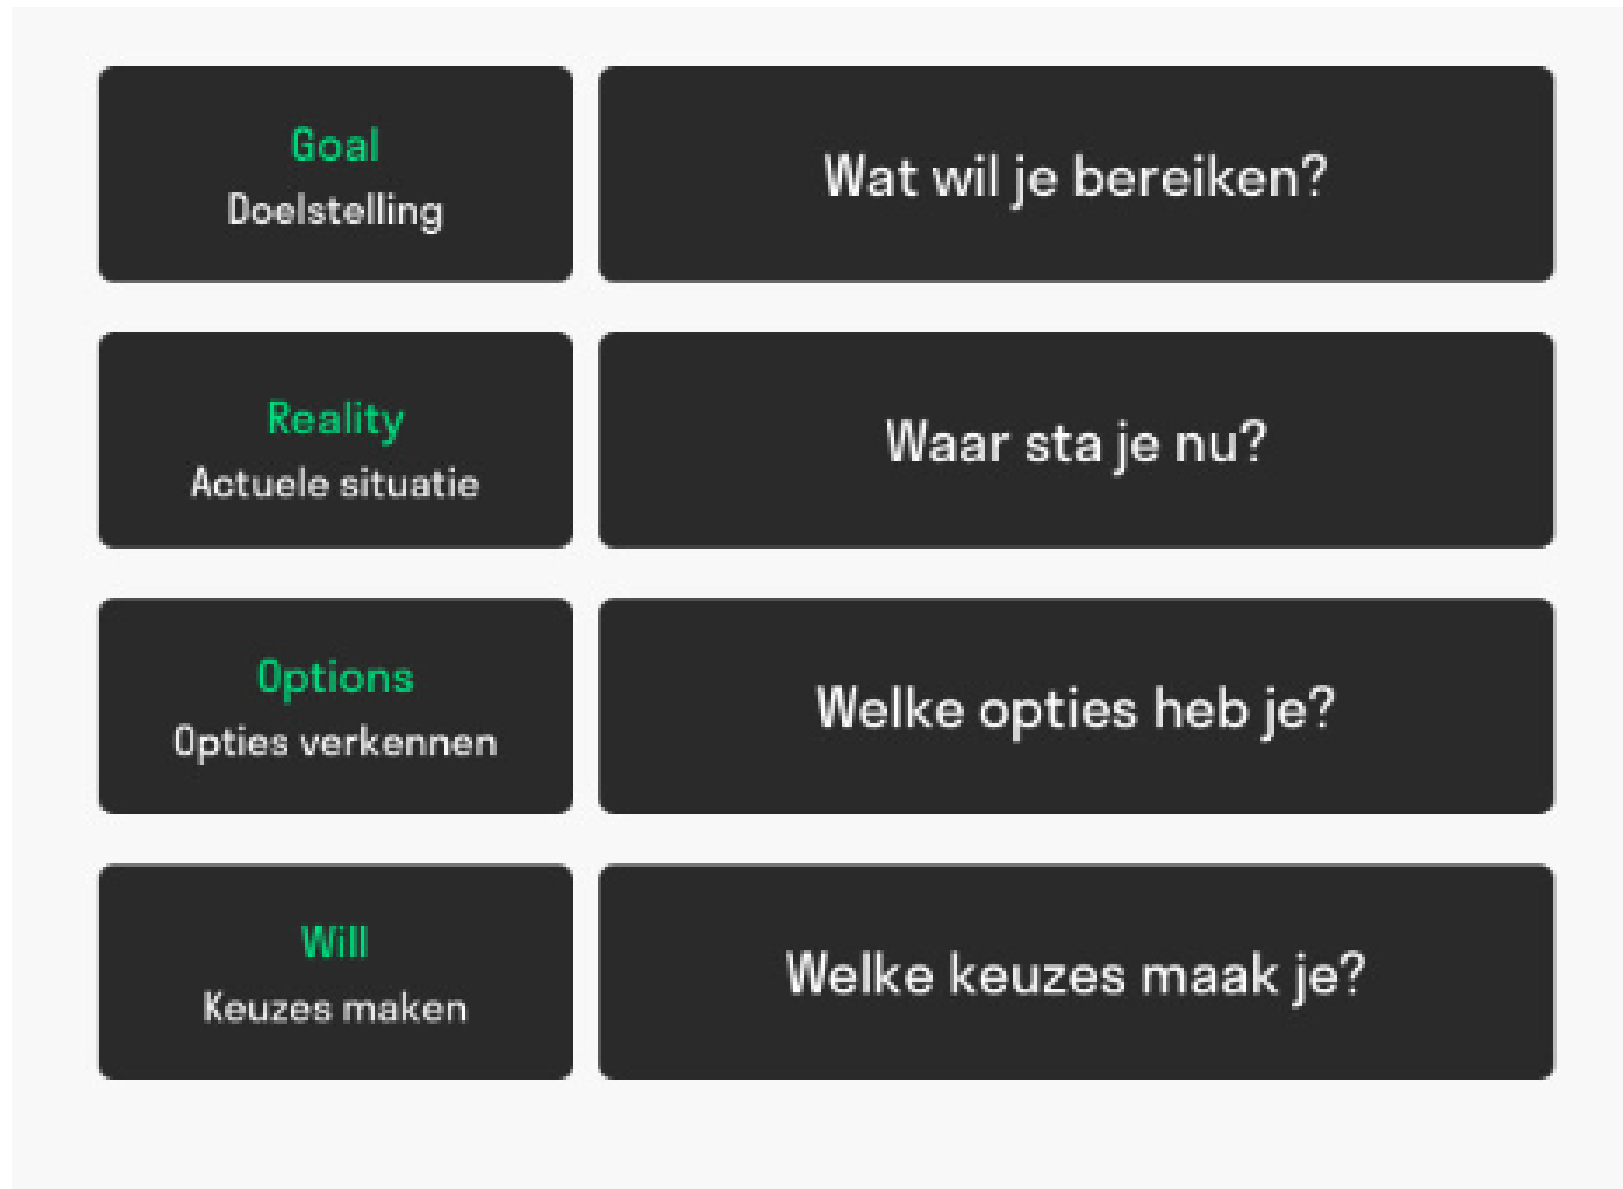 Goal
Doelstelling
Wat wil je bereiken?
Reality
Actuele situatie
Waar sta je nu?
Options
Opties verkennen
Welke opties heb je?
Will
Keuzes maken
Welke keuzes maak je?